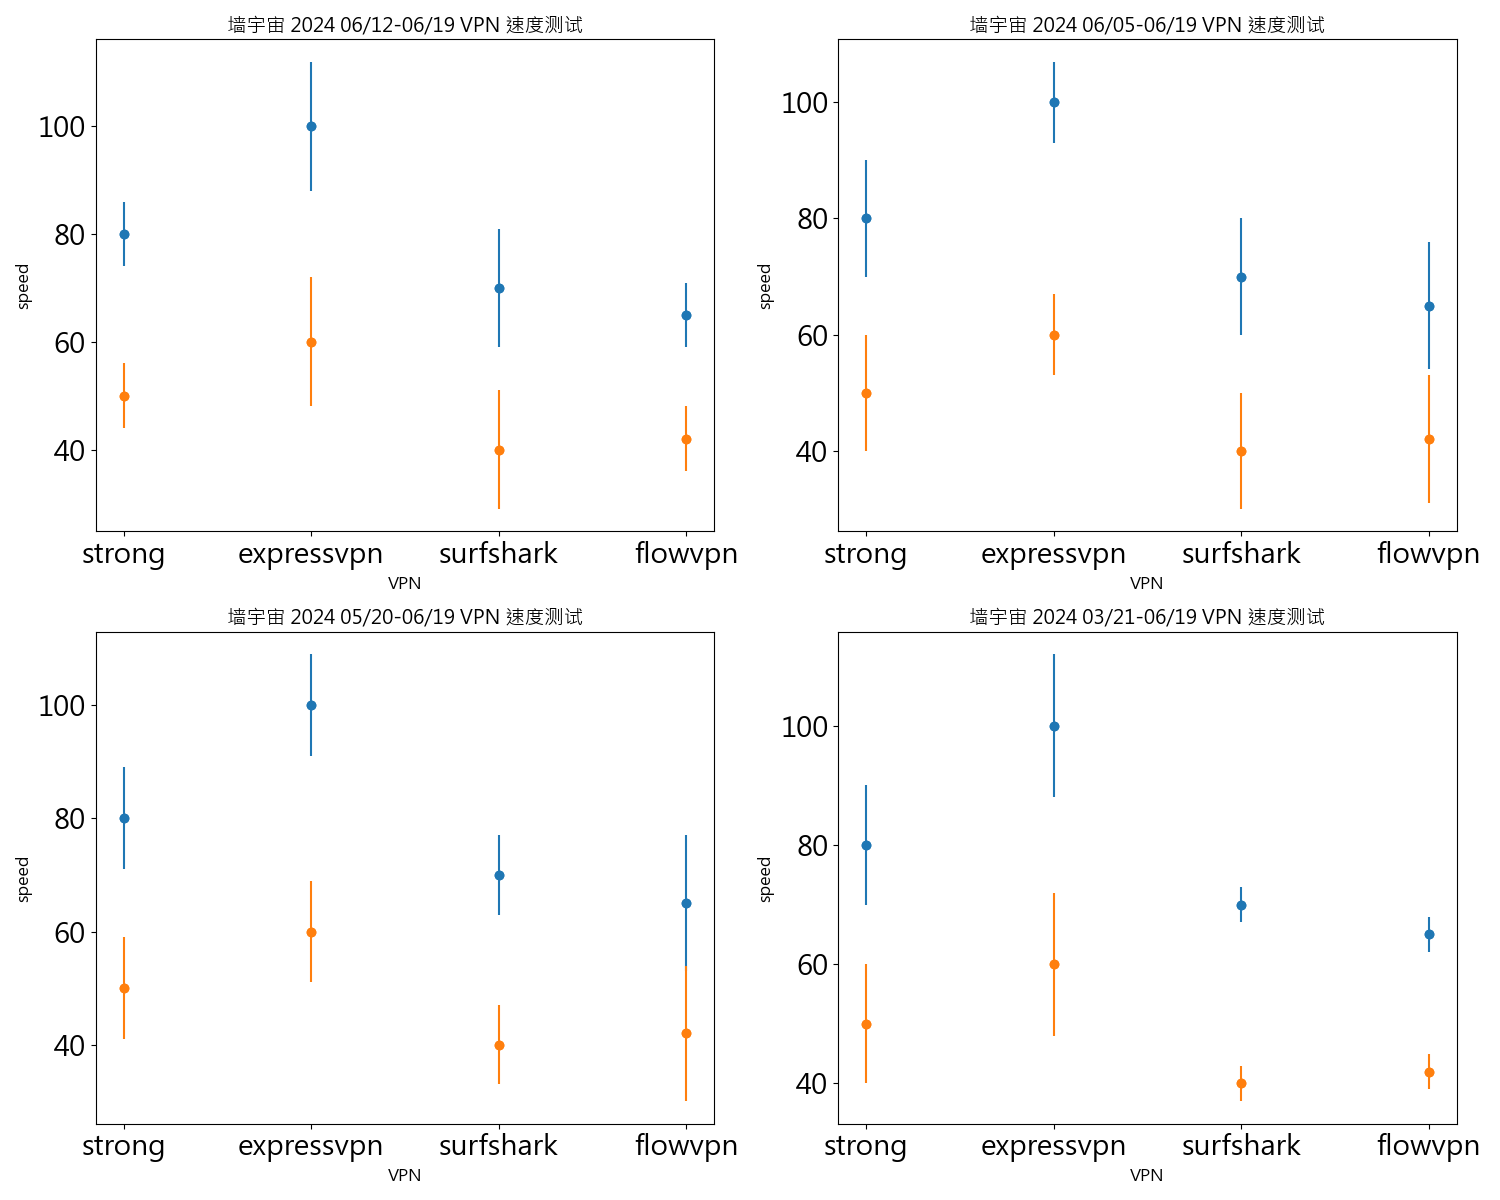 墙宇宙 2024 06/12-06/19 VPN 速度测试
100
80
60
40
speed
strong expressvpn surfshark flowvpn
VPN
墙宇宙 2024 06/05-06/19 VPN 速度测试
100
80
60
40
speed
strong expressvpn surfshark flowvpn
VPN
墙宇宙 2024 05/20-06/19 VPN 速度测试
100
80
60
40
speed
strong expressvpn surfshark flowvpn
VPN
墙宇宙 2024 03/21-06/19 VPN 速度测试
100
80
60
40
speed
strong expressvpn surfshark flowvpn
VPN